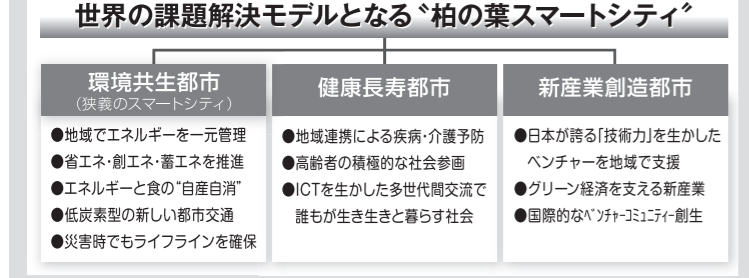 世界の課題解決モデルとなる〝柏の葉スマートシティ〟
環境共生都市
(狭義のスマートシティ)
●地域でエネルギーを一元管理
●省エネ・創エネ・蓄エネを推進
●エネルギーと食の“自産自消”
●低炭素型の新しい都市交通
●災害時でもライフラインを確保
健康長寿都市
●地域連携による疾病・介護予防
●高齢者の積極的な社会参画
●ICTを生かした多世代間交流で
誰もが生き生きと暮らす社会
新産業創造都市
●日本が誇る「技術力」を生かした
ベンチャーを地域で支援
●グリーン経済を支える新産業
●国際的なベンチャーコミュニティー創生